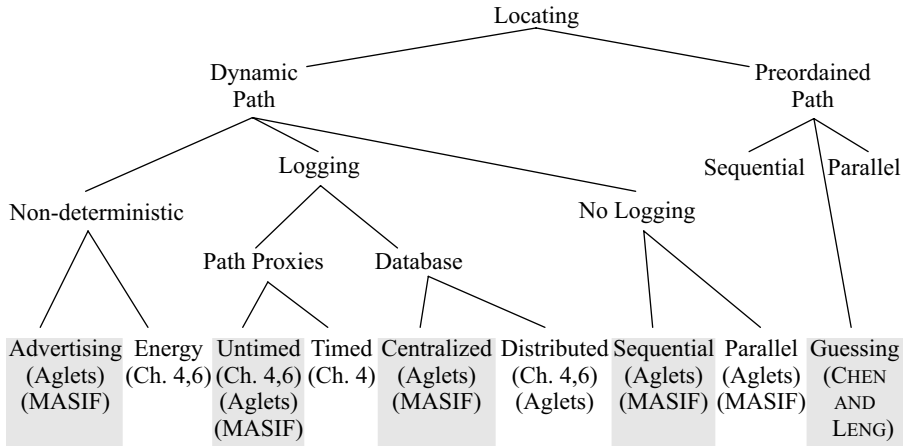 Locating
Dynamic
Path
Preordained
Path
Logging
Sequential
Parallel
Non-deterministic
No Logging
Path Proxies
Database
Advertising
(Aglets)
(MASIF)
Energy
(Ch. 4,6)
Untimed
(Ch. 4,6)
(Aglets)
(MASIF)
Timed
(Ch. 4)
Centralized
(Aglets)
(MASIF)
Distributed
(Ch. 4,6)
(Aglets)
Sequential
(Aglets)
(MASIF)
Parallel
(Aglets)
(MASIF)
Guessing
(CHEN
AND
LENG)